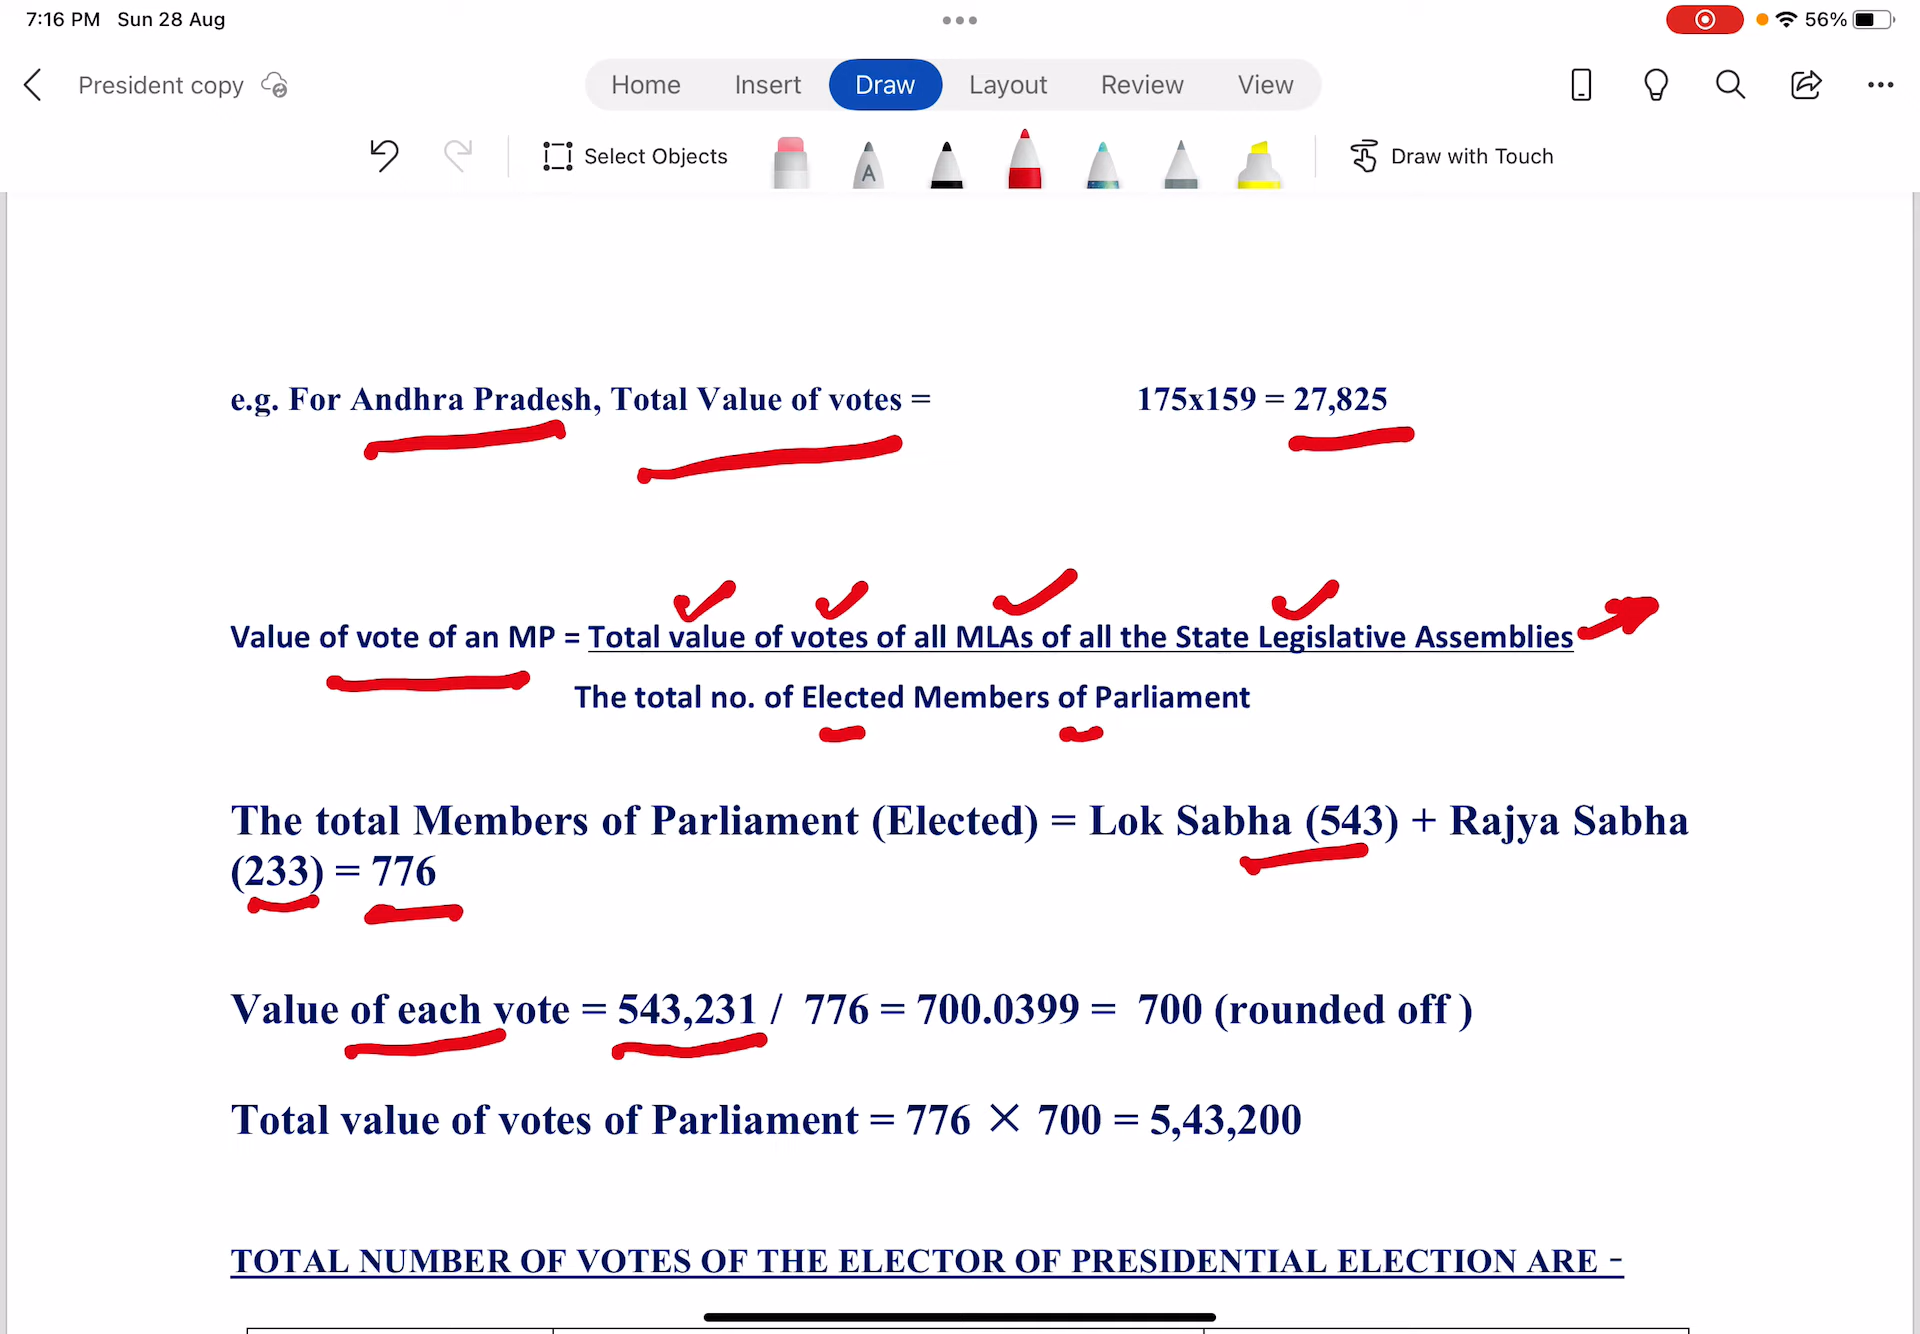 7:16 PM Sun 28 Aug
56%
President copy
Home Insert Draw Layout Review View
Select Objects
A
Draw with Touch
e.g. For Andhra Pradesh, Total Value of votes = 175x159 = 27,825
Value of vote of an MP = Total value of votes of all MLAs of all the State Legislative Assemblies
The total no. of Elected Members of Parliament
The total Members of Parliament (Elected) = Lok Sabha (543) + Rajya Sabha
(233) = 776
Value of each vote = 543,231 / 776 = 700.0399 = 700 (rounded off )
Total value of votes of Parliament = 776 × 700 = 5,43,200
TOTAL NUMBER OF VOTES OF THE ELECTOR OF PRESIDENTIAL ELECTION ARE -